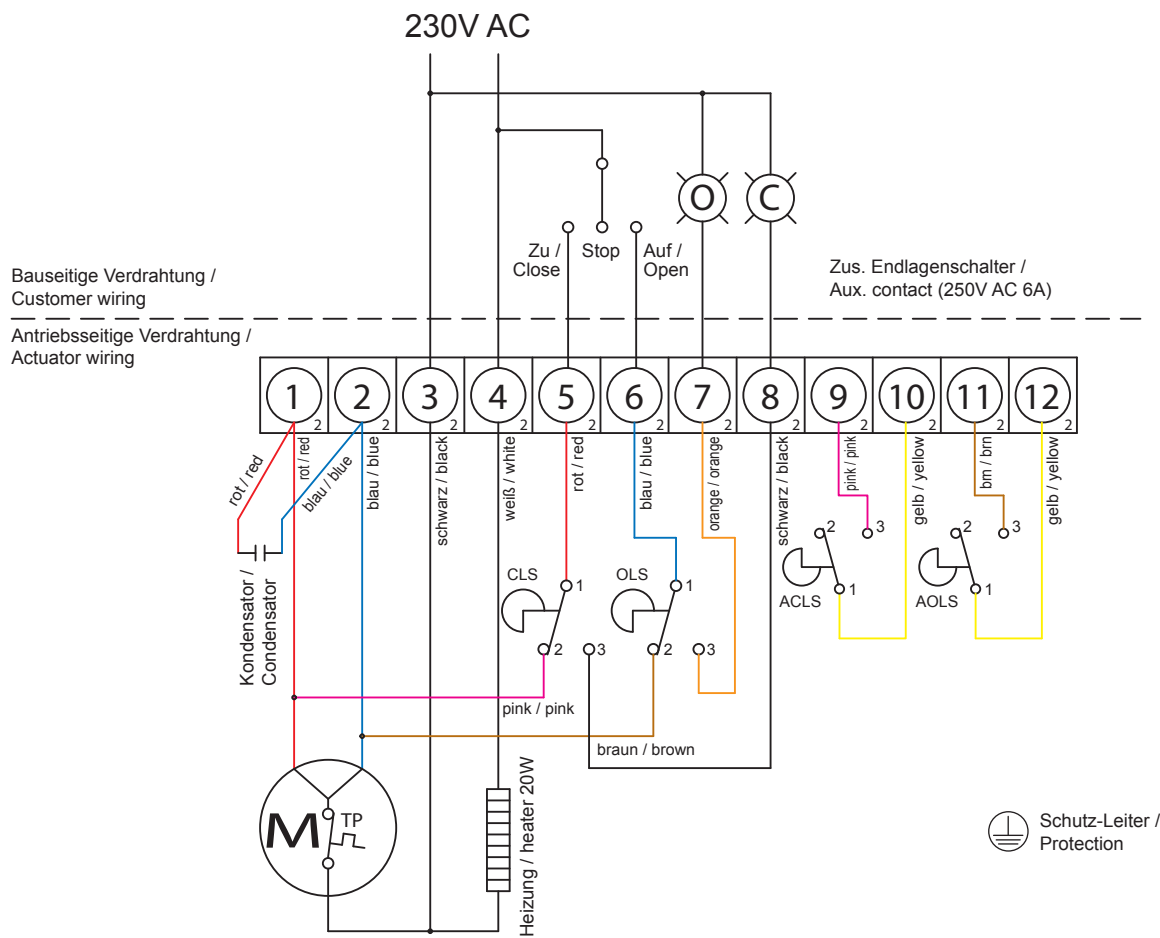 230V AC
O
C
Zu /
Close
Stop
Auf /
Open
Bauseitige Verdrahtung /
Customer wiring
Zus. Endlagenschalter /
Aux. contact (250V AC 6A)
Antriebsseitige Verdrahtung /
Actuator wiring
1 2 3 4 5 6 7 8 9 10 11 12
2 2 2 2 2 2 2 2 2 2 2 2
rot / red
rot / red
blau / blue
blau / blue
schwarz / black
weiß / white
rot / red
blau / blue
orange / orange
schwarz / black
pink / pink
gelb / yellow
brn / brn
gelb / yellow
Kondensator /
Condensator
CLS
1
2
3
OLS
1
2
3
ACLS
2
3
1
AOLS
2
3
1
pink / pink
braun / brown
M
TP
Heizung / heater 20W
Schutz-Leiter /
Protection